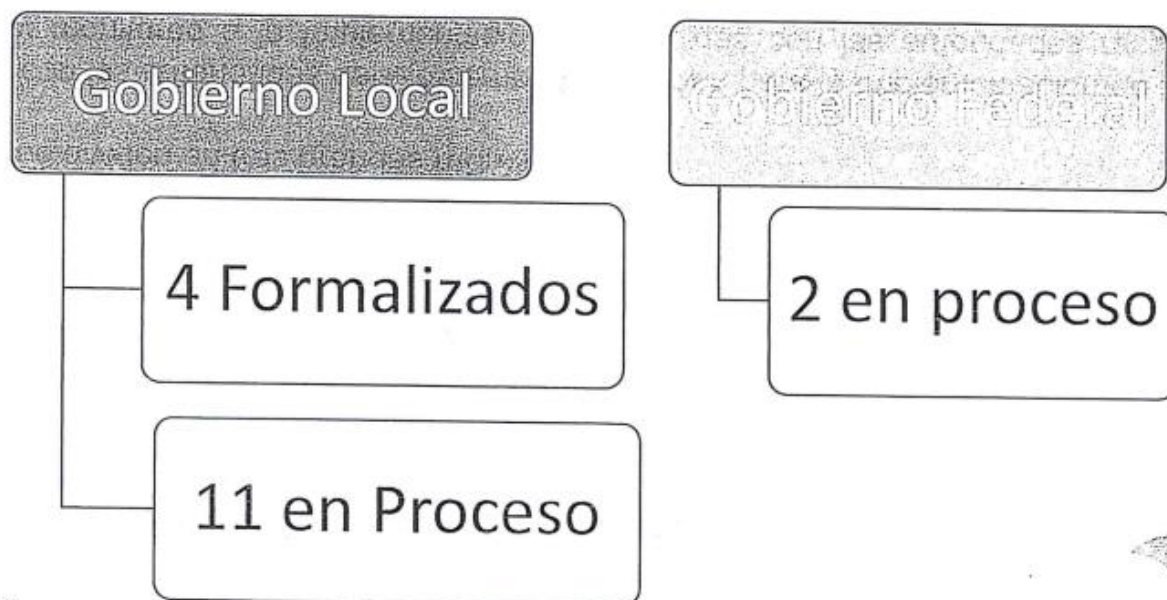 Gobierno Local
4 Formalizados
11 en Proceso
Gobierno Federal
2 en proceso